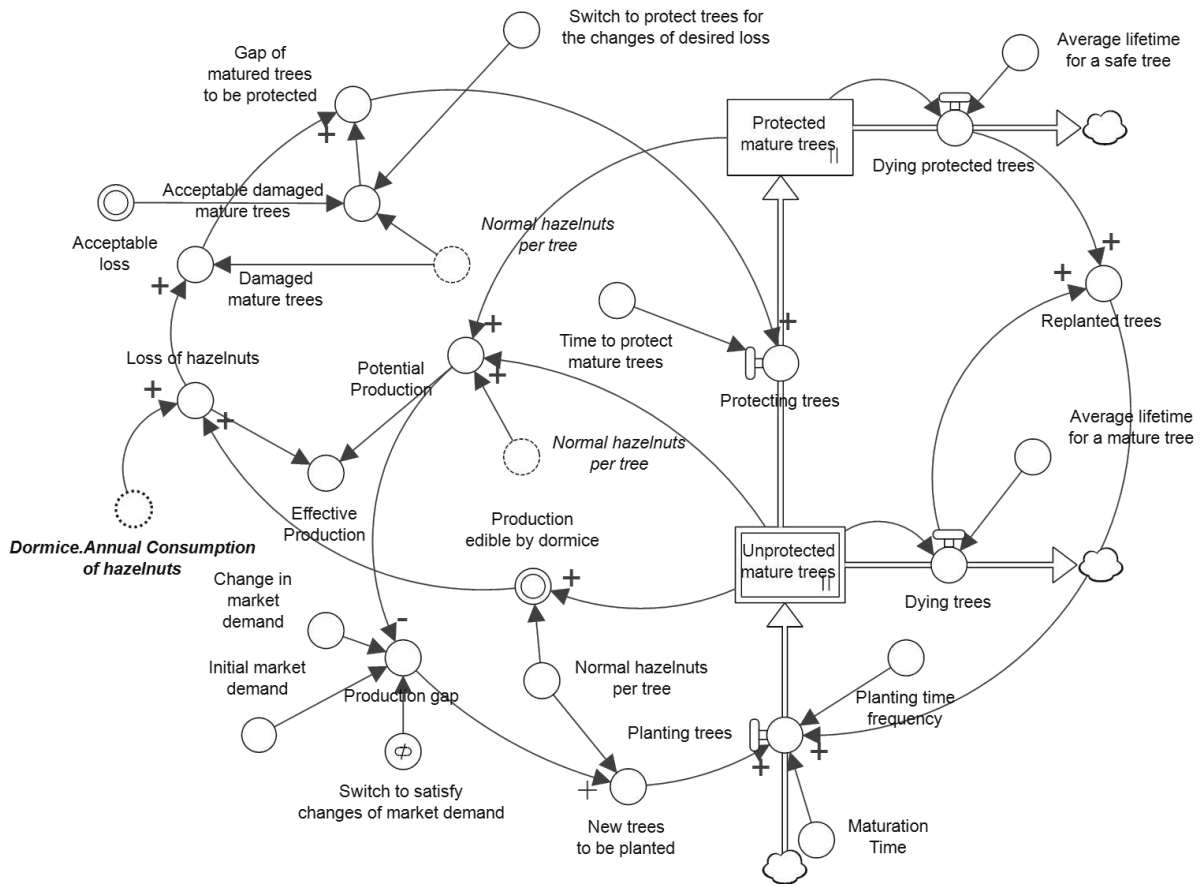 Switch to protect trees for
the changes of desired loss
Average lifetime
for a safe tree
Gap of
matured trees
to be protected
Protected
mature trees
Dying protected trees
Acceptable damaged
mature trees
Acceptable
loss
Normal hazelnuts
per tree
Damaged
mature trees
Replanted trees
Time to protect
mature trees
Loss of hazelnuts
Potential
Production
Protecting trees
Average lifetime
for a mature tree
Normal hazelnuts
per tree
Effective
Production
Production
edible by dormice
Dormice.Annual Consumption
of hazelnuts
Unprotected
mature trees
Dying trees
Change in
market
demand
Initial market
demand
Production gap
Normal hazelnuts
per tree
Planting time
frequency
Planting trees
Switch to satisfy
changes of market demand
New trees
to be planted
Maturation
Time